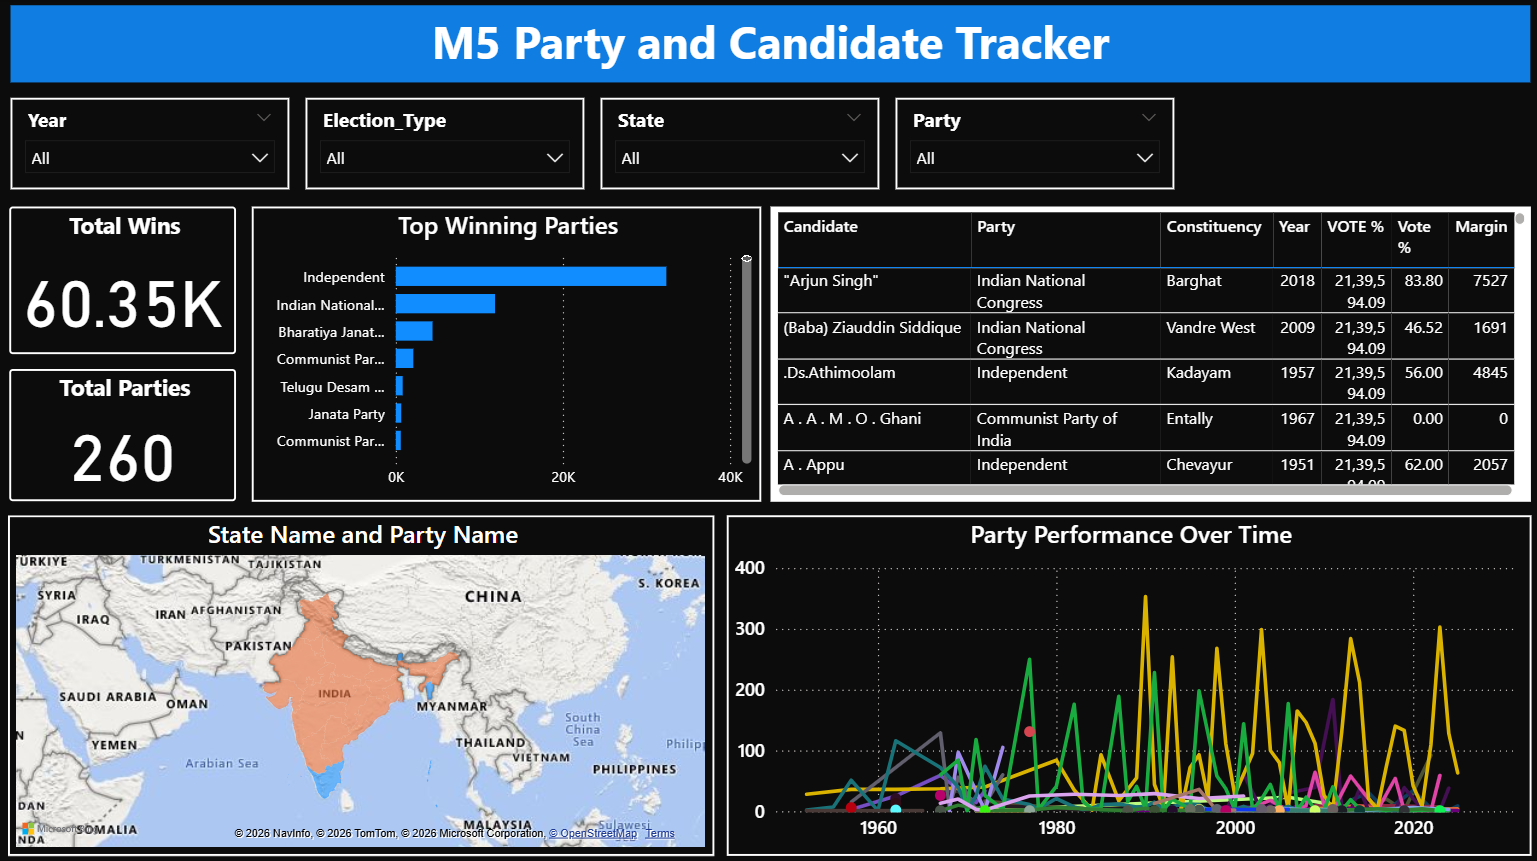 M5 Party and Candidate Tracker
Year
All
Election_Type
All
State
All
Party
All
Total Wins
60.35K
Total Parties
260
Top Winning Parties
Independent
Indian National...
Bharatiya Janat...
Communist Par...
Telugu Desam ...
Janata Party
Communist Par...
0K 20K 40K
Candidate Party Constituency Year VOTE % Vote
%
Margin
"Arjun Singh" Indian National Barghat 2018 21,39,5 83.80 7527
Congress 94.09
(Baba) Ziauddin Siddique Indian National Vandre West 2009 21,39,5 46.52 1691
Congress 94.09
.Ds.Athimoolam Independent Kadayam 1957 21,39,5 56.00 4845
94.09
A . A . M . O . Ghani Communist Party of Entally 1967 21,39,5 0.00 0
India 94.09
A . Appu Independent Chevayur 1951 21,39,5 62.00 2057
State Name and Party Name
TURKMENISTAN
TAJIKISTAN
S. KOREA
SYRIA
CHINA
IRAN AFGHANISTAN
IRAQ
PAKISTAN
INDIA
SAUDI ARABIA
OMAN
MYANMAR
South
China
Sea
YEMEN
THAILAND
Arabian Sea
VIETNAM
PHILIPPINES
MALAYSIA
SOMALIA
© 2026 NavInfo, © 2026 TomTom, © 2026 Microsoft Corporation, © OpenStreetMap Terms
Party Performance Over Time
400
300
200
100
0
1960 1980 2000 2020